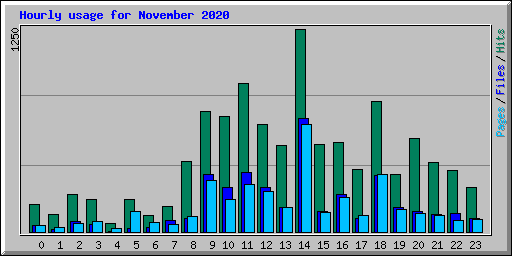 Hourly usage for November 2020
1250
Pages / Files / Hits
0 1 2 3 4 5 6 7 8 9 10 11 12 13 14 15 16 17 18 19 20 21 22 23